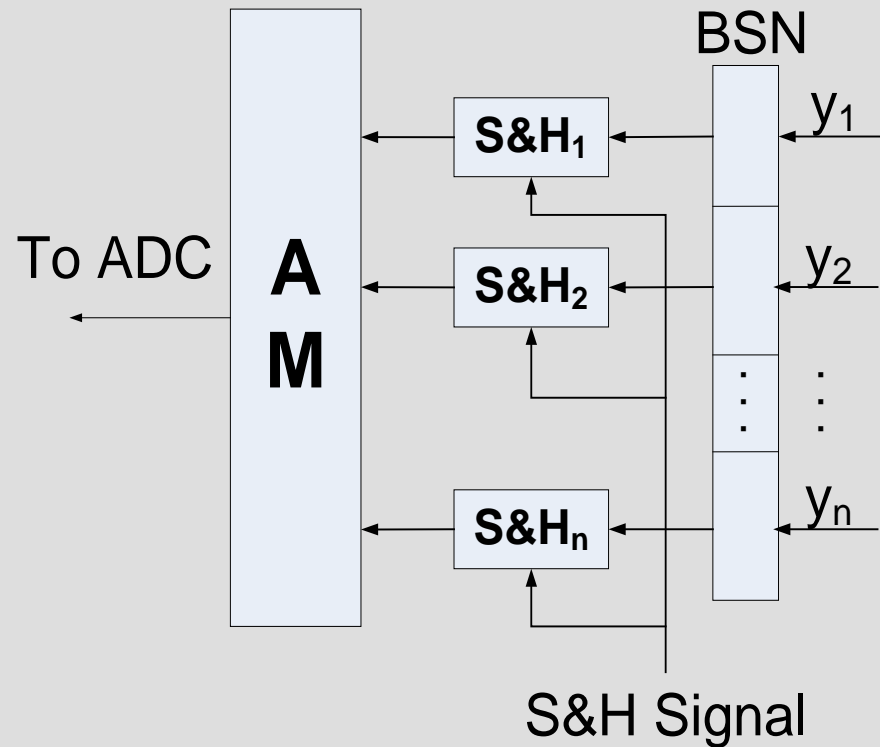 BSN
y₁
S&H₁
To ADC
A
M
y₂
S&H₂
⋮ ⋮
yₙ
S&Hₙ
S&H Signal